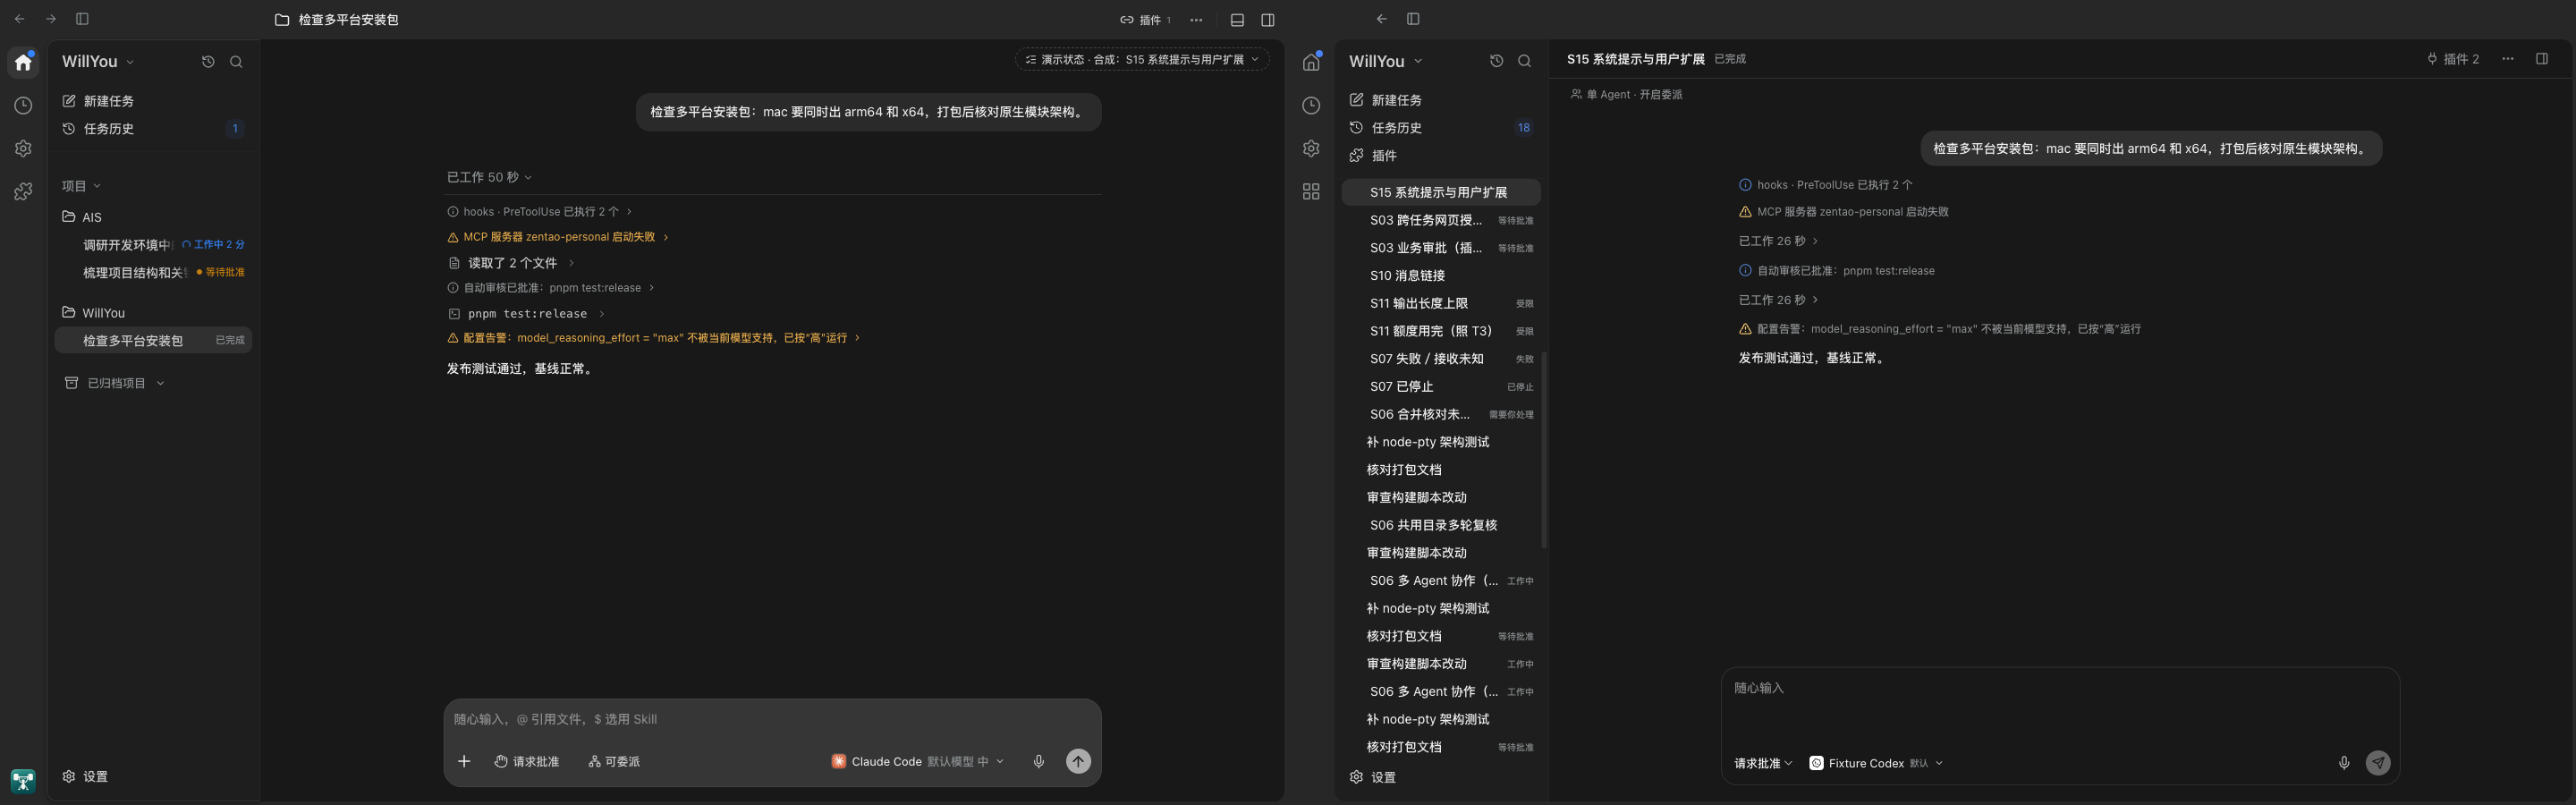 检查多平台安装包
插件 1
WillYou
新建任务
任务历史 1
项目
AIS
调研开发环境中 工作中 2 分
梳理项目结构和关 等待批准
WillYou
检查多平台安装包 已完成
已归档项目
设置
演示状态 · 合成：S15 系统提示与用户扩展
检查多平台安装包：mac 要同时出 arm64 和 x64，打包后核对原生模块架构。
已工作 50 秒
hooks · PreToolUse 已执行 2 个
MCP 服务器 zentao-personal 启动失败
读取了 2 个文件
自动审核已批准：pnpm test:release
pnpm test:release
配置告警：model_reasoning_effort = "max" 不被当前模型支持，已按“高”运行
发布测试通过，基线正常。
随心输入，@ 引用文件，$ 选用 Skill
请求批准
可委派
Claude Code 默认模型 中
WillYou
新建任务
任务历史 18
插件
S15 系统提示与用户扩展
S03 跨任务网页授... 等待批准
S03 业务审批（插... 等待批准
S10 消息链接
S11 输出长度上限 受限
S11 额度用完（照 T3） 受限
S07 失败 / 接收未知 失败
S07 已停止 已停止
S06 合并核对未... 需要你处理
补 node-pty 架构测试
核对打包文档
审查构建脚本改动
S06 共用目录多轮复核
审查构建脚本改动
S06 多 Agent 协作（... 工作中
补 node-pty 架构测试
核对打包文档 等待批准
审查构建脚本改动 工作中
S06 多 Agent 协作（... 工作中
补 node-pty 架构测试
核对打包文档 等待批准
设置
S15 系统提示与用户扩展 已完成
插件 2
单 Agent · 开启委派
检查多平台安装包：mac 要同时出 arm64 和 x64，打包后核对原生模块架构。
hooks · PreToolUse 已执行 2 个
MCP 服务器 zentao-personal 启动失败
已工作 26 秒
自动审核已批准：pnpm test:release
已工作 26 秒
配置告警：model_reasoning_effort = "max" 不被当前模型支持，已按“高”运行
发布测试通过，基线正常。
随心输入
请求批准
Fixture Codex 默认